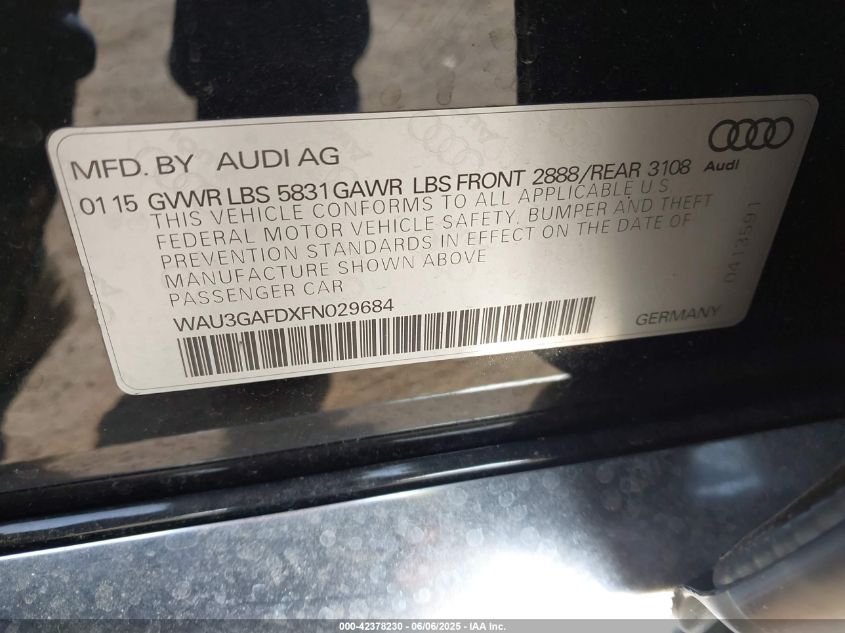 MFD. BY AUDI AG
Audi
01 15 GVWR LBS 5831 GAWR LBS FRONT 2888/REAR 3108
THIS VEHICLE CONFORMS TO ALL APPLICABLE U.S.
FEDERAL MOTOR VEHICLE SAFETY, BUMPER AND THEFT
PREVENTION STANDARDS IN EFFECT ON THE DATE OF
MANUFACTURE SHOWN ABOVE
PASSENGER CAR
0413591
WAU3GAFDXFN029684
GERMANY
000-42378230 - 06/06/2025 - IAA Inc.